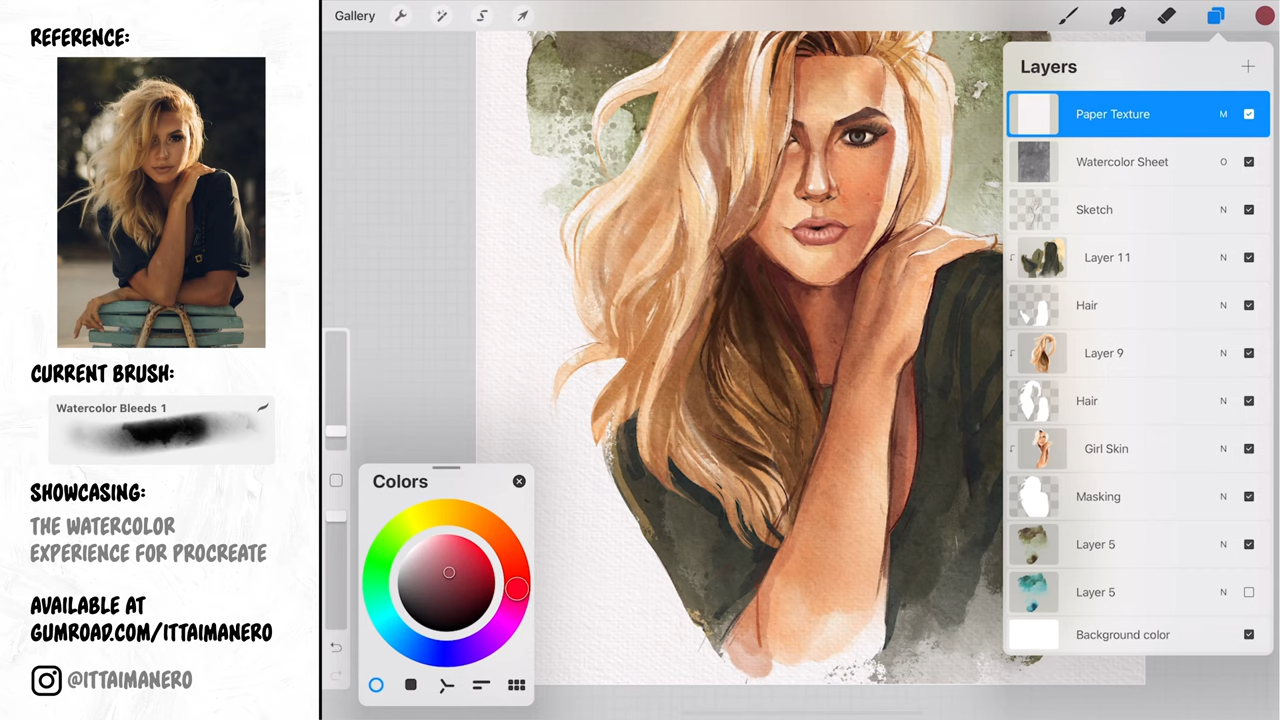 REFERENCE:
CURRENT BRUSH:
Watercolor Bleeds 1
SHOWCASING:
THE WATERCOLOR
EXPERIENCE FOR PROCREATE
AVAILABLE AT
GUMROAD.COM/ITTAIMANERO
@ITTAIMANERO
Gallery
Colors
Layers
Paper Texture M
Watercolor Sheet O
Sketch N
Layer 11 N
Hair N
Layer 9 N
Hair N
Girl Skin N
Masking N
Layer 5 N
Layer 5 N
Background color